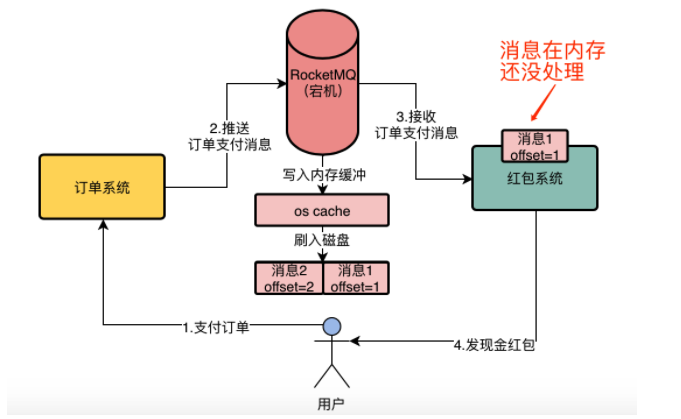 消息在内存
还没处理
RocketMQ
（宕机）
2.推送
订单支付消息
3.接收
订单支付消息
消息1
offset=1
订单系统
红包系统
写入内存缓冲
os cache
刷入磁盘
消息2
offset=2
消息1
offset=1
1.支付订单
4.发现金红包
用户